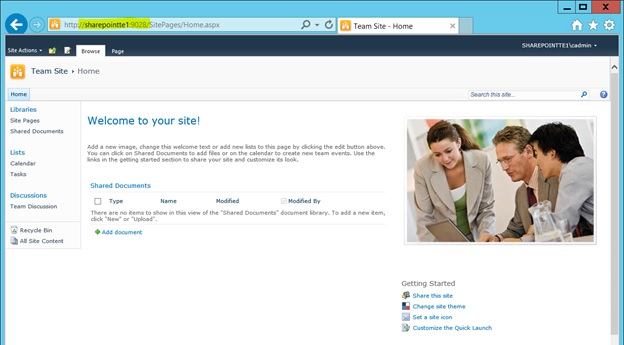 http://sharepointte1:9028/SitePages/Home.aspx
Team Site - Home
Site Actions
Browse
Page
SHAREPOINTTE1\cadmin
Team Site
Home
Home
Search this site...
Libraries
Site Pages
Shared Documents
Lists
Calendar
Tasks
Discussions
Team Discussion
Recycle Bin
All Site Content
Welcome to your site!
Add a new image, change this welcome text or add new lists to this page by clicking the edit button above.
You can click on Shared Documents to add files or on the calendar to create new team events. Use the
links in the getting started section to share your site and customize its look.
Shared Documents
Type Name Modified Modified By
There are no items to show in this view of the "Shared Documents" document library. To add a new item,
click "New" or "Upload".
Add document
Getting Started
Share this site
Change site theme
Set a site icon
Customize the Quick Launch